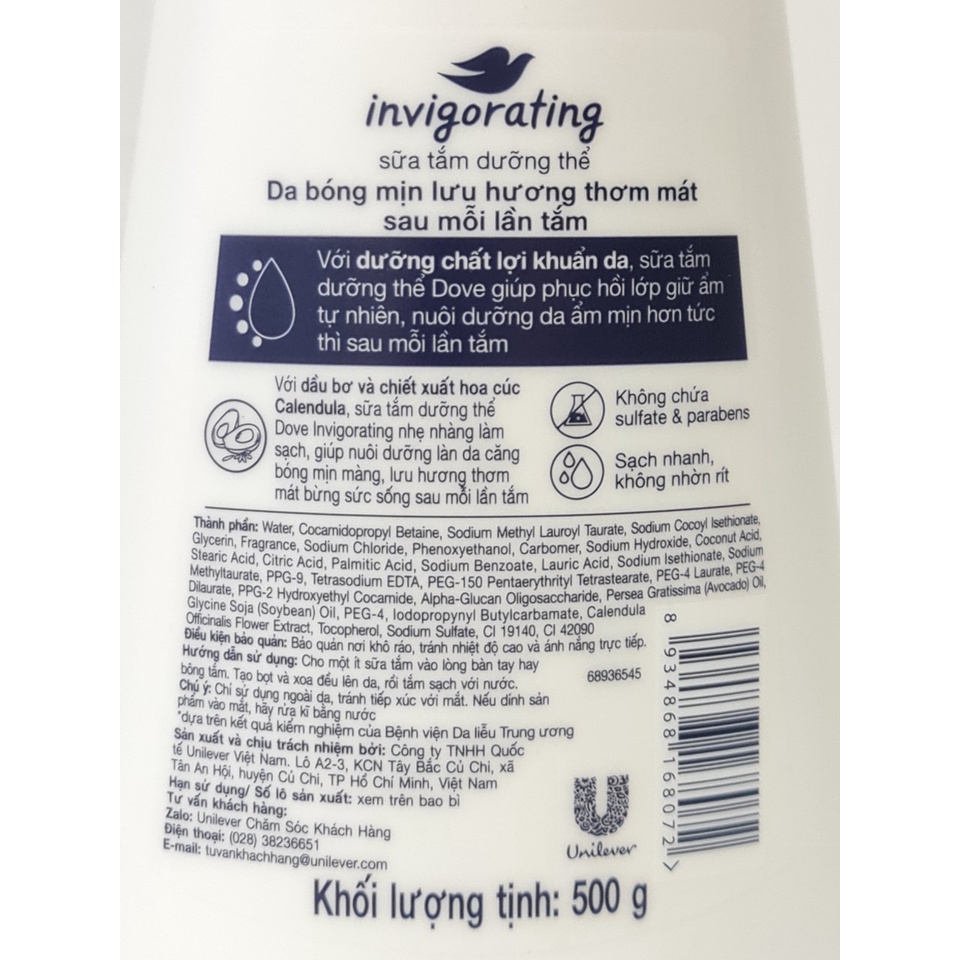 invigorating
sữa tắm dưỡng thể
Da bóng mịn lưu hương thơm mát
sau mỗi lần tắm
Với dưỡng chất lợi khuẩn da, sữa tắm
dưỡng thể Dove giúp phục hồi lớp giữ ẩm
tự nhiên, nuôi dưỡng da ẩm mịn hơn tức
thì sau mỗi lần tắm
Với dầu bơ và chiết xuất hoa cúc
Calendula, sữa tắm dưỡng thể
Dove Invigorating nhẹ nhàng làm
sạch, giúp nuôi dưỡng làn da căng
bóng mịn màng, lưu hương thơm
mát bừng sức sống sau mỗi lần tắm
Không chứa
sulfate & parabens
Sạch nhanh,
không nhờn rít
Thành phần: Water, Cocamidopropyl Betaine, Sodium Methyl Lauroyl Taurate, Sodium Cocoyl Isethionate,
Glycerin, Fragrance, Sodium Chloride, Phenoxyethanol, Carbomer, Sodium Hydroxide, Coconut Acid,
Stearic Acid, Citric Acid, Palmitic Acid, Sodium Benzoate, Lauric Acid, Sodium Isethionate, Sodium
Methyltaurate, PPG-9, Tetrasodium EDTA, PEG-150 Pentaerythrityl Tetrastearate, PEG-4 Laurate, PEG-4
Dilaurate, PPG-2 Hydroxyethyl Cocamide, Alpha-Glucan Oligosaccharide, Persea Gratissima (Avocado) Oil,
Glycine Soja (Soybean) Oil, PEG-4, Iodopropynyl Butylcarbamate, Calendula
Officinalis Flower Extract, Tocopherol, Sodium Sulfate, CI 19140, CI 42090
Điều kiện bảo quản: Bảo quản nơi khô ráo, tránh nhiệt độ cao và ánh nắng trực tiếp.
Hướng dẫn sử dụng: Cho một ít sữa tắm vào lòng bàn tay hay
bông tắm. Tạo bọt và xoa đều lên da, rồi tắm sạch với nước.
68936545
Chú ý: Chỉ sử dụng ngoài da, tránh tiếp xúc với mắt. Nếu dính sản
phẩm vào mắt, hãy rửa kĩ bằng nước
*dựa trên kết quả kiểm nghiệm của Bệnh viện Da liễu Trung ương
Sản xuất và chịu trách nhiệm bởi: Công ty TNHH Quốc
tế Unilever Việt Nam. Lô A2-3, KCN Tây Bắc Củ Chi, xã
Tân An Hội, huyện Củ Chi, TP Hồ Chí Minh, Việt Nam
Hạn sử dụng/ Số lô sản xuất: xem trên bao bì
Tư vấn khách hàng:
Zalo: Unilever Chăm Sóc Khách Hàng
Điện thoại: (028) 38236651
E-mail: tuvankhachhang@unilever.com
Unilever
8 934868 168072 >
Khối lượng tịnh: 500 g